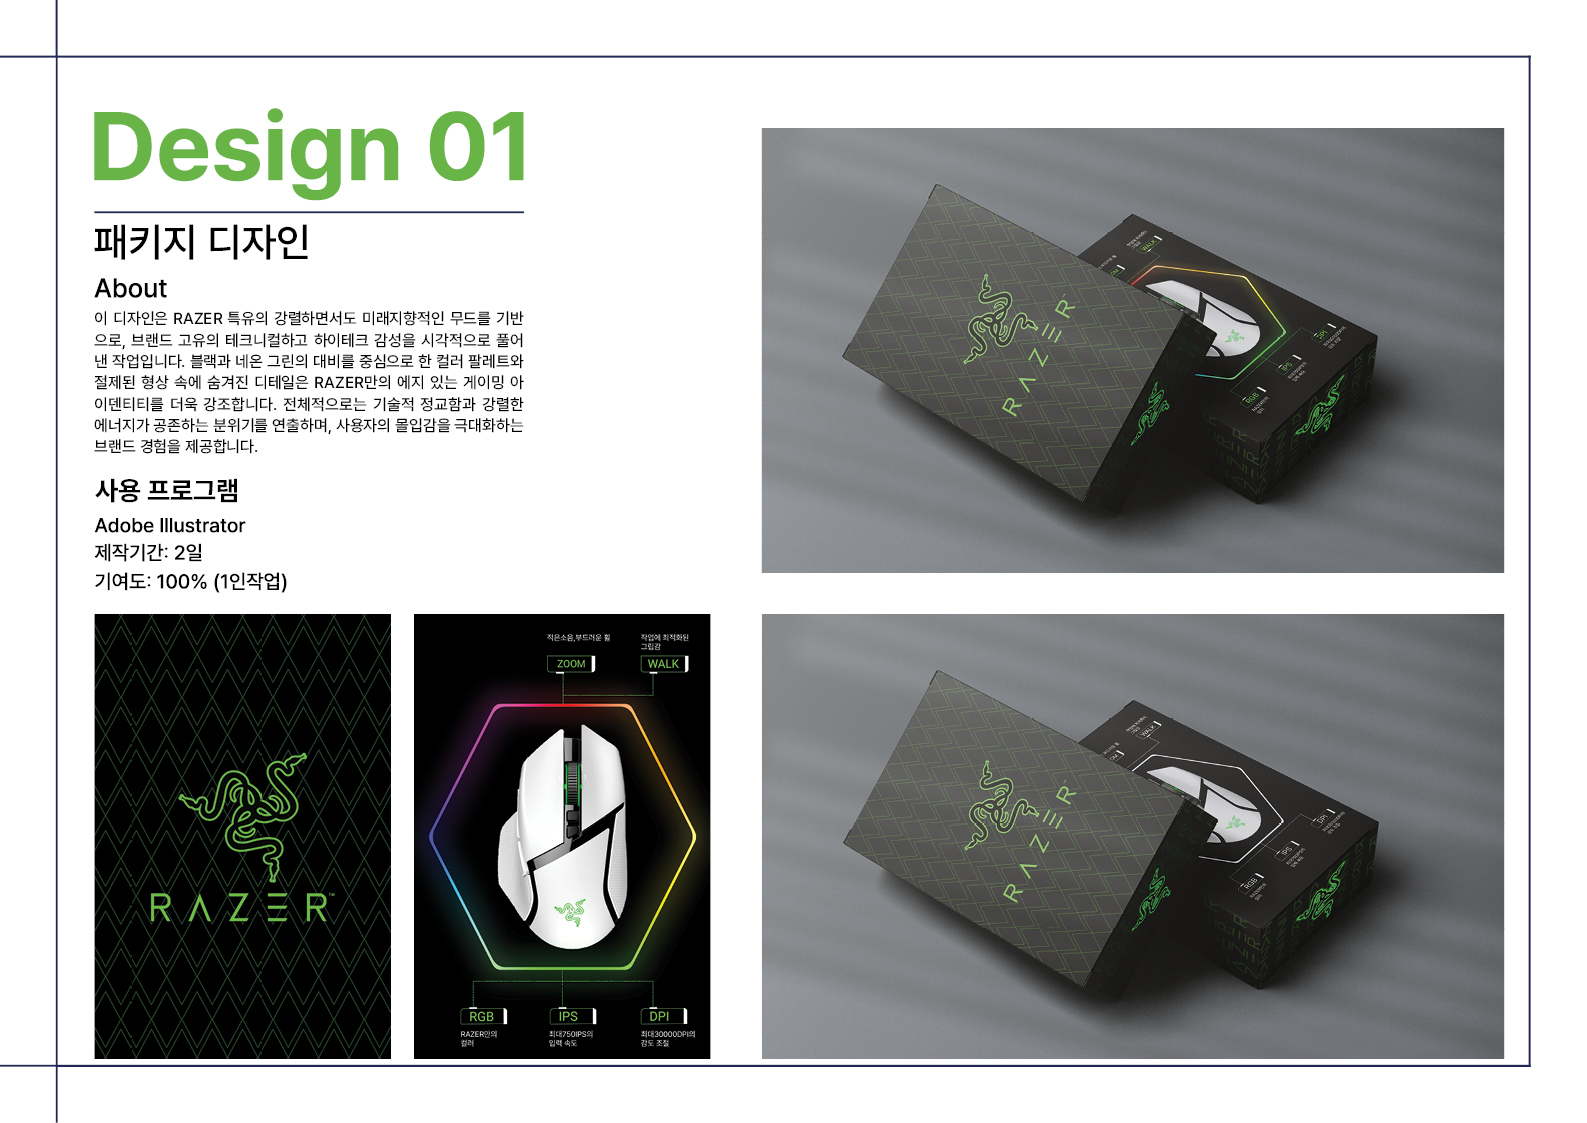 Design 01
패키지 디자인
About
이 디자인은 RAZER 특유의 강렬하면서도 미래지향적인 무드를 기반
으로, 브랜드 고유의 테크니컬하고 하이테크 감성을 시각적으로 풀어
낸 작업입니다. 블랙과 네온 그린의 대비를 중심으로 한 컬러 팔레트와
절제된 형상 속에 숨겨진 디테일은 RAZER만의 에지 있는 게이밍 아
이덴티티를 더욱 강조합니다. 전체적으로는 기술적 정교함과 강렬한
에너지가 공존하는 분위기를 연출하며, 사용자의 몰입감을 극대화하는
브랜드 경험을 제공합니다.
사용 프로그램
Adobe Illustrator
제작기간: 2일
기여도: 100% (1인작업)
RAZER™
적은소음,부드러운 휠
ZOOM
작업에 최적화된
그립감
WALK
RGB
RAZER만의
컬러
IPS
최대750IPS의
입력 속도
DPI
최대30000DPI의
감도 조절
RAZER
WALK
OM
DPI
IPS
RGB
RAZER
WALK
OM
DPI
IPS
RGB